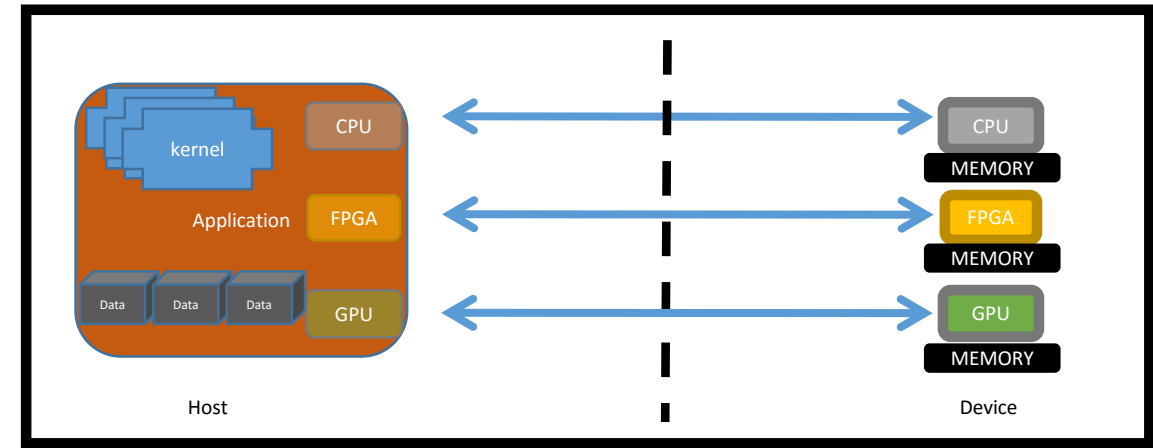 kernel
Application
Data
Data
Data
CPU
FPGA
GPU
Host
CPU
MEMORY
FPGA
MEMORY
GPU
MEMORY
Device